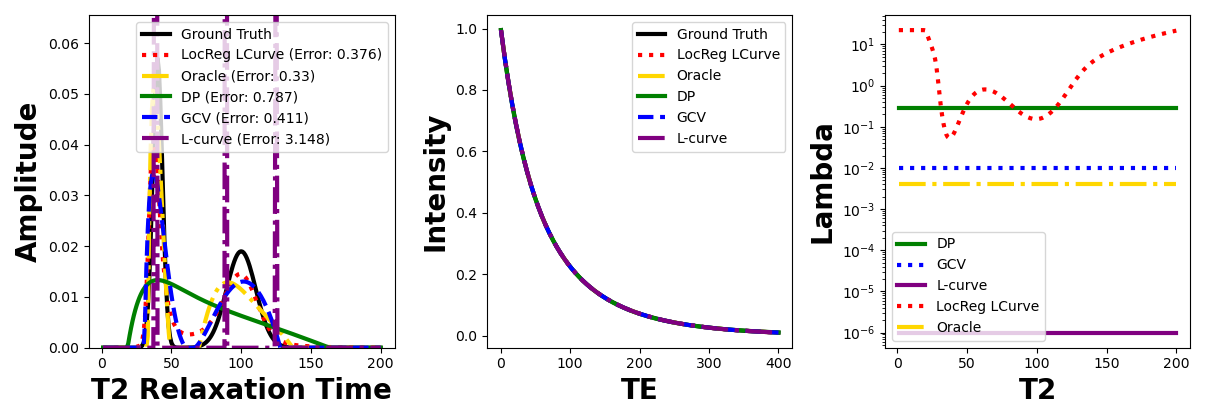 Amplitude
0.06
0.05
0.04
0.03
0.02
0.01
0.00
0
50
100
150
200
T2 Relaxation Time
Ground Truth
LocReg LCurve (Error: 0.376)
Oracle (Error: 0.33)
DP (Error: 0.787)
GCV (Error: 0.411)
L-curve (Error: 3.148)
Intensity
1.0
0.8
0.6
0.4
0.2
0.0
0
100
200
300
400
TE
Ground Truth
LocReg LCurve
Oracle
DP
GCV
L-curve
Lambda
10¹
10⁰
10⁻¹
10⁻²
10⁻³
10⁻⁴
10⁻⁵
10⁻⁶
0
50
100
150
200
T2
DP
GCV
L-curve
LocReg LCurve
Oracle